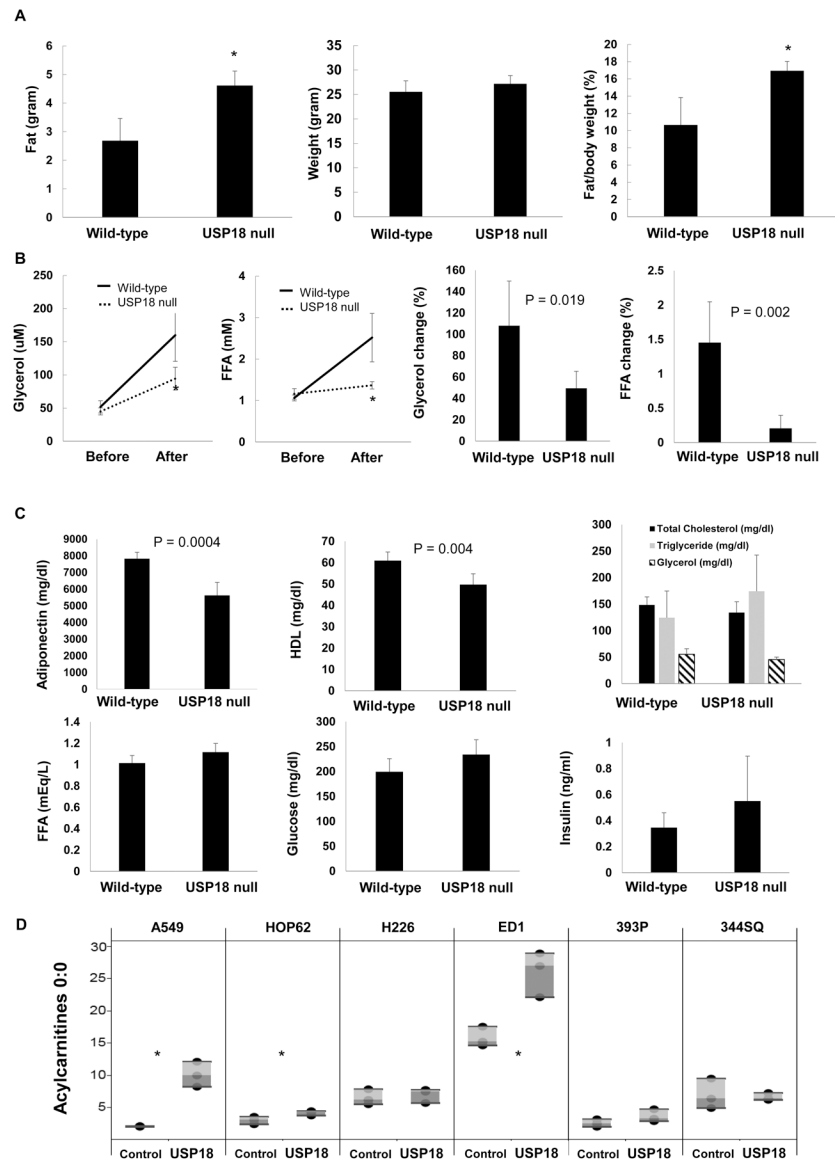 A
Fat (gram)
6
5
4
3
2
1
0
Wild-type USP18 null
*
Weight (gram)
35
30
25
20
15
10
5
0
Wild-type USP18 null
Fat/body weight (%)
20
18
16
14
12
10
8
6
4
2
0
Wild-type USP18 null
*
B
Glycerol (uM)
250
200
150
100
50
0
Wild-type
USP18 null
*
Before After
FFA (mM)
4
3
2
1
0
Wild-type
USP18 null
*
Before After
Glycerol change (%)
160
140
120
100
80
60
40
20
0
P = 0.019
Wild-type USP18 null
FFA change (%)
2.5
2
1.5
1
0.5
0
P = 0.002
Wild-type USP18 null
C
Adiponectin (mg/dl)
9000
8000
7000
6000
5000
4000
3000
2000
1000
0
P = 0.0004
Wild-type USP18 null
HDL (mg/dl)
70
60
50
40
30
20
10
0
P = 0.004
Wild-type USP18 null
300
250
200
150
100
50
0
Total Cholesterol (mg/dl)
Triglyceride (mg/dl)
Glycerol (mg/dl)
Wild-type USP18 null
FFA (mEq/L)
1.4
1.2
1
0.8
0.6
0.4
0.2
0
Wild-type USP18 null
Glucose (mg/dl)
300
250
200
150
100
50
0
Wild-type USP18 null
Insulin (ng/ml)
1
0.8
0.6
0.4
0.2
0
Wild-type USP18 null
D
A549 HOP62 H226 ED1 393P 344SQ
Acylcarnitines 0:0
30
25
20
15
10
5
* * *
Control USP18 Control USP18 Control USP18 Control USP18 Control USP18 Control USP18